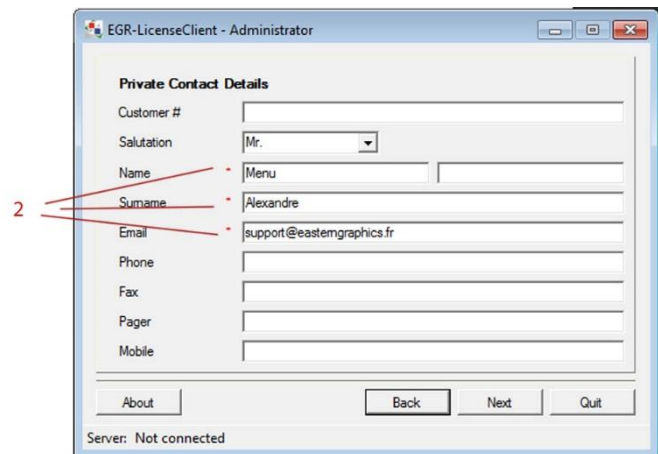 EGR-LicenseClient - Administrator
Private Contact Details
Customer #
Salutation Mr.
Name * Menu
2
Surname * Alexandre
Email * support@easterngraphics.fr
Phone
Fax
Pager
Mobile
About Back Next Quit
Server: Not connected